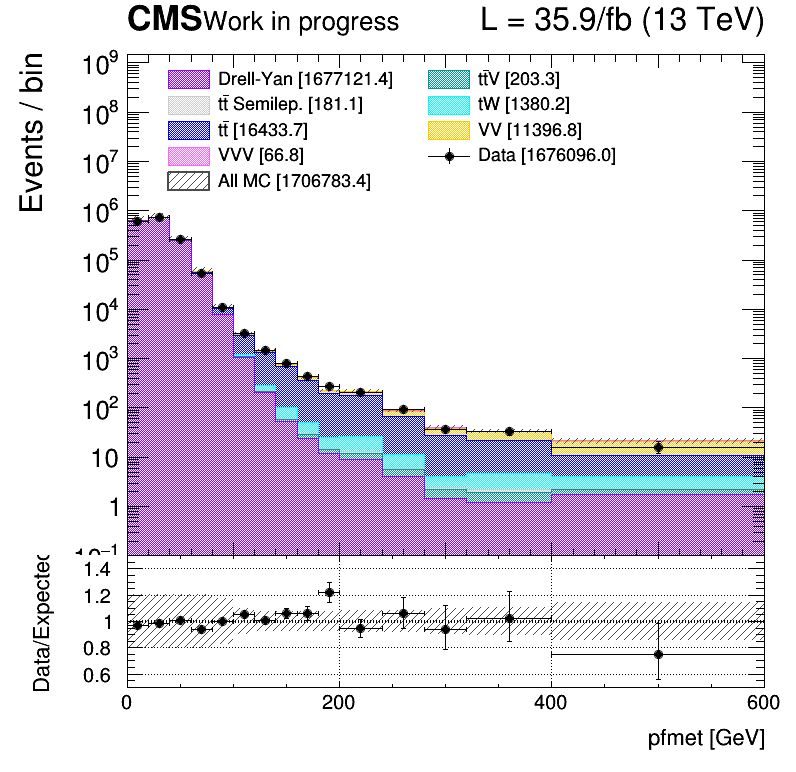 CMS Work in progress L = 35.9/fb (13 TeV)
Events / bin
10⁹
10⁸
10⁷
10⁶
10⁵
10⁴
10³
10²
10
1
10⁻¹
Drell-Yan [1677121.4]
tt̄ Semilep. [181.1]
tt̄ [16433.7]
VVV [66.8]
All MC [1706783.4]
tt̄V [203.3]
tW [1380.2]
VV [11396.8]
Data [1676096.0]
Data/Expected
1.4
1.2
1
0.8
0.6
0 200 400 600
pfmet [GeV]